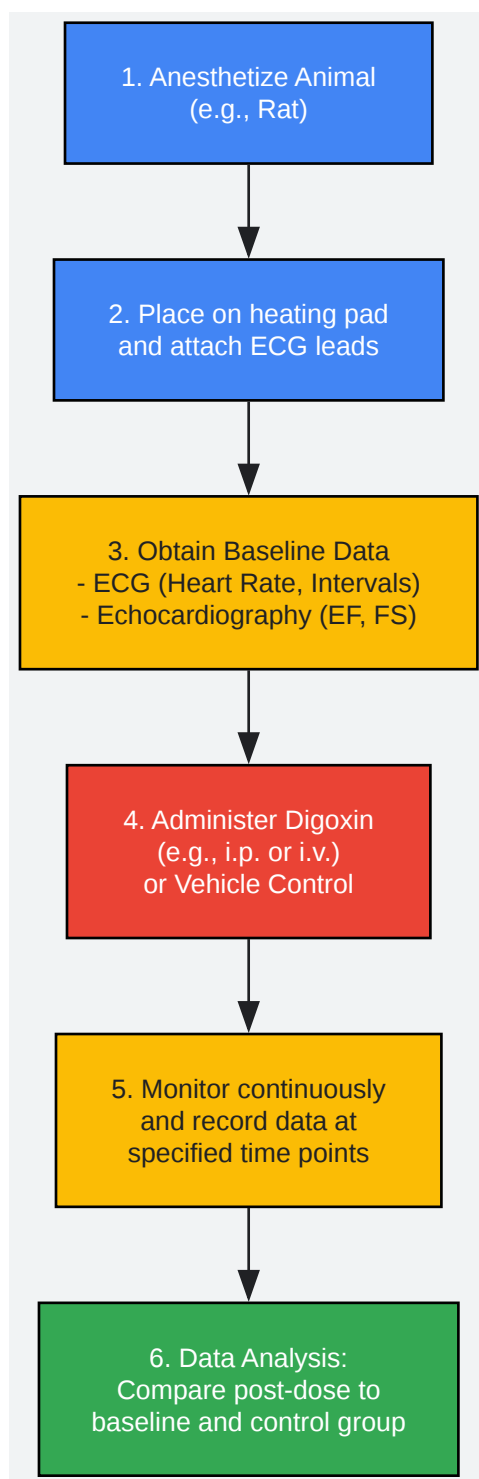 1. Anesthetize Animal
(e.g., Rat)
2. Place on heating pad
and attach ECG leads
3. Obtain Baseline Data
- ECG (Heart Rate, Intervals)
- Echocardiography (EF, FS)
4. Administer Digoxin
(e.g., i.p. or i.v.)
or Vehicle Control
5. Monitor continuously
and record data at
specified time points
6. Data Analysis:
Compare post-dose to
baseline and control group